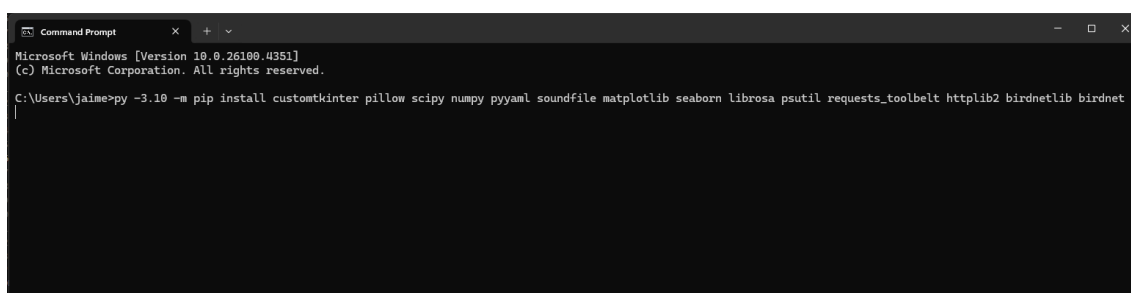 Command Prompt
Microsoft Windows [Version 10.0.26100.4351]
(c) Microsoft Corporation. All rights reserved.
C:\Users\jaime>py -3.10 -m pip install customtkinter pillow scipy numpy pyyaml soundfile matplotlib seaborn librosa psutil requests_toolbelt httplib2 birdnetlib birdnet